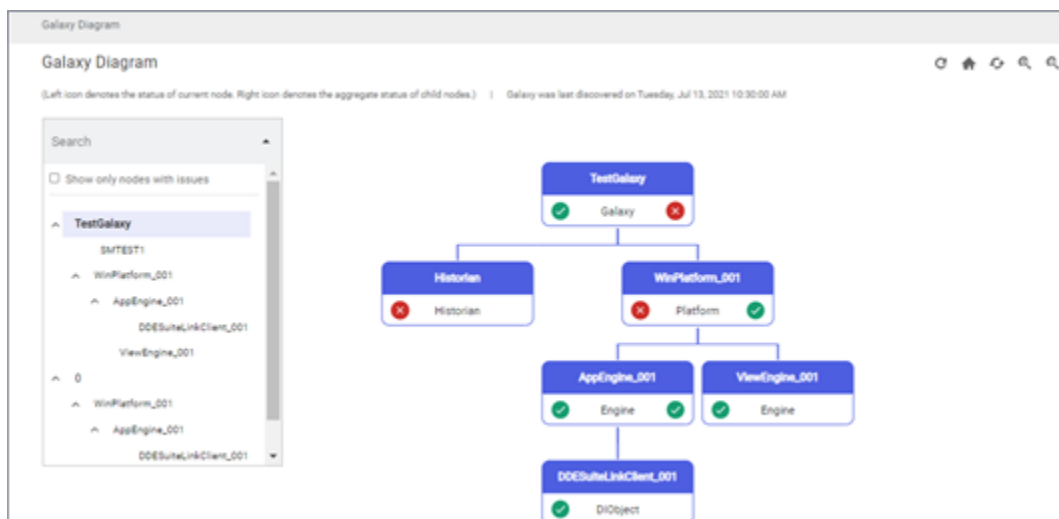 Galaxy Diagram
Galaxy Diagram
(Left icon denotes the status of current node. Right icon denotes the aggregate status of child nodes.) | Galaxy was last discovered on Tuesday, Jul 13, 2021 10:30:00 AM
Search
Show only nodes with issues
TestGalaxy
SMTEST1
WinPlatform_001
AppEngine_001
DDESuiteLinkClient_001
ViewEngine_001
0
WinPlatform_001
AppEngine_001
DDESuiteLinkClient_001
TestGalaxy
Galaxy
Historian
Historian
WinPlatform_001
Platform
AppEngine_001
Engine
ViewEngine_001
Engine
DDESuiteLinkClient_001
DIObject